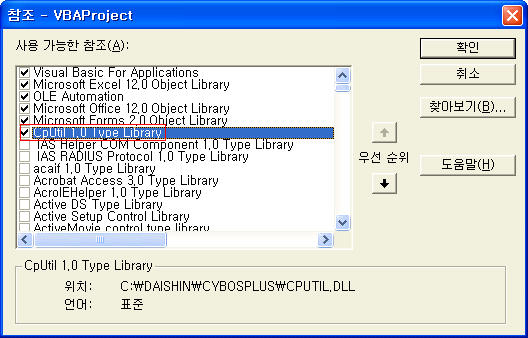 참조 - VBAProject
사용 가능한 참조(A):
Visual Basic For Applications
Microsoft Excel 12,0 Object Library
OLE Automation
Microsoft Office 12,0 Object Library
Microsoft Forms 2,0 Object Library
CpUtil 1,0 Type Library
IAS Helper COM Component 1,0 Type Library
IAS RADIUS Protocol 1,0 Type Library
acaif 1,0 Type Library
Acrobat Access 3,0 Type Library
AcroIEHelper 1,0 Type Library
Active DS Type Library
Active Setup Control Library
ActiveMovie control type library
확인
취소
찾아보기(B)...
우선 순위
도움말(H)
CpUtil 1,0 Type Library
위치: C:₩DAISHIN₩CYBOSPLUS₩CPUTIL,DLL
언어: 표준